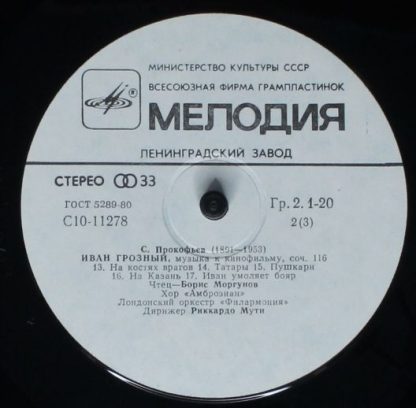 МИНИСТЕРСТВО КУЛЬТУРЫ СССР
ВСЕСОЮЗНАЯ ФИРМА ГРАМПЛАСТИНОК
МЕЛОДИЯ
ЛЕНИНГРАДСКИЙ ЗАВОД
СТЕРЕО 33
ГОСТ 5289-80
С10-11278
Гр. 2. 1-20
2(3)
С. Прокофьев (1891—1953)
ИВАН ГРОЗНЫЙ, музыка к кинофильму, соч. 116
13. На костях врагов 14. Татары 15. Пушкари
16. На Казань 17. Иван умоляет бояр
Чтец—Борис Моргунов
Хор «Амброзиан»
Лондонский оркестр «Филармония»
Дирижер Риккардо Мути